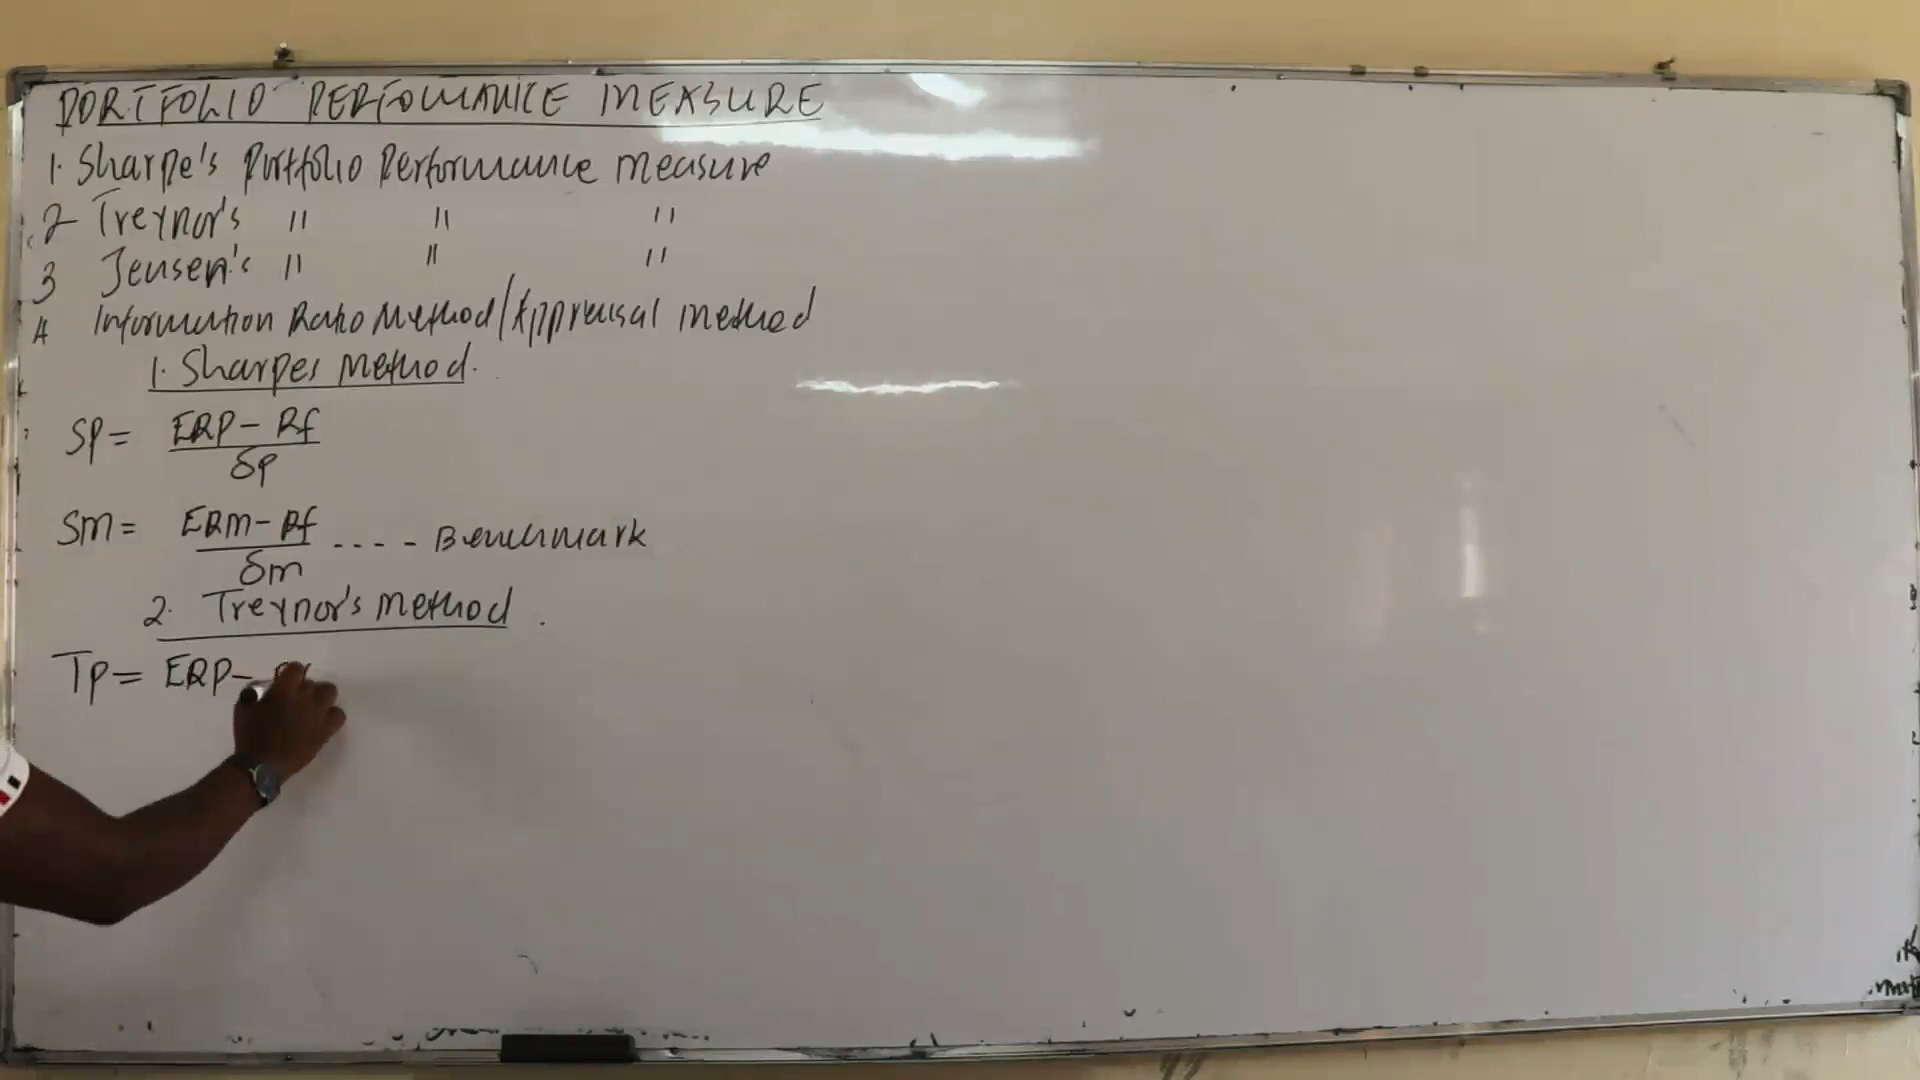 PORTFOLIO PERFOMANCE MEASURE
1. Sharpe's Portfolio Performance measure
2 Treynor's " " "
3 Jensen's " " "
4 Information Ratio Method/Appraisal method
1. Sharpes Method.
SP = ERP - Rf
δp
SM = ERM - Rf .... Benchmark
δm
2. Treynor's method.
Tp = ERP -